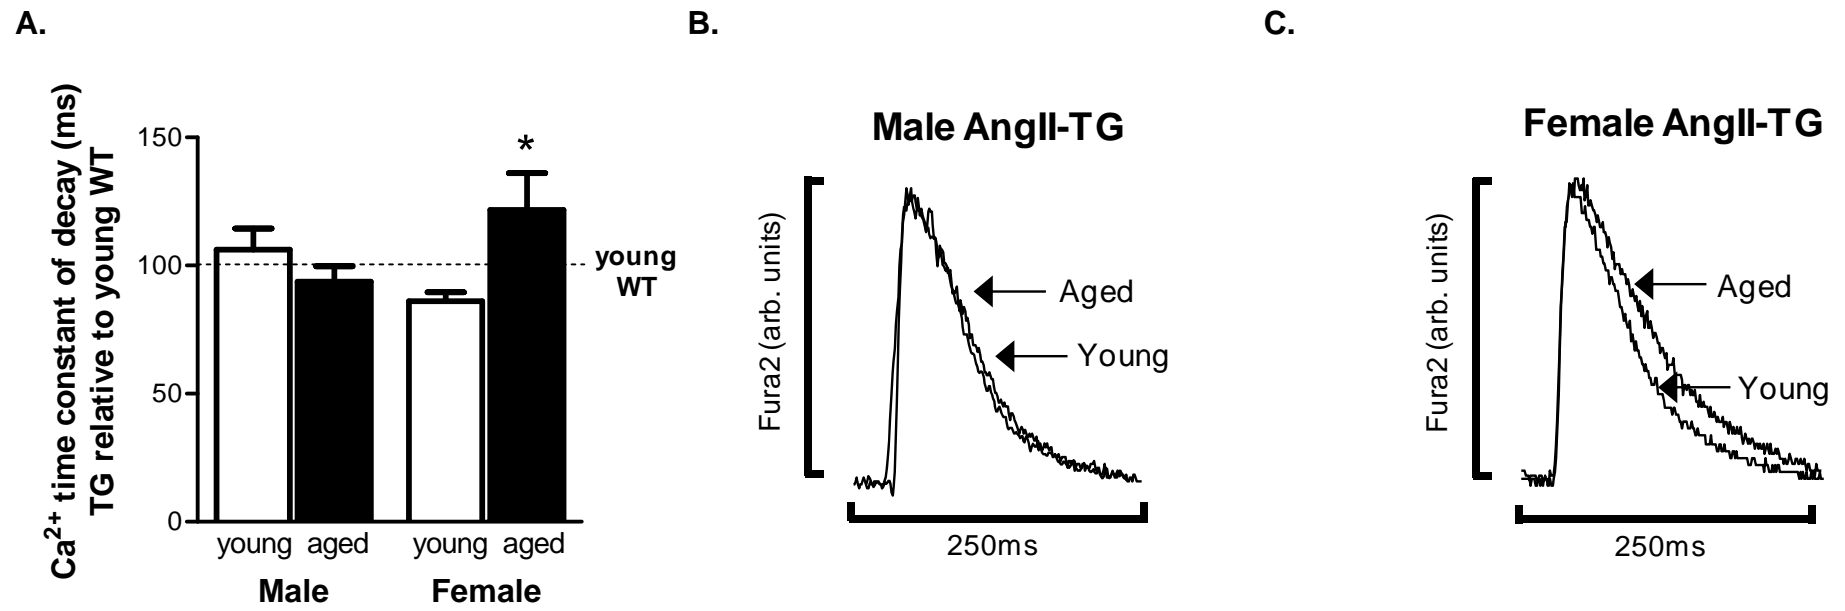 A.
Ca2+ time constant of decay (ms)
TG relative to young WT
150
100
50
0
*
young
WT
young aged young aged
Male Female
B.
Male AngII-TG
Fura2 (arb. units)
Aged
Young
250ms
C.
Female AngII-TG
Fura2 (arb. units)
Aged
Young
250ms